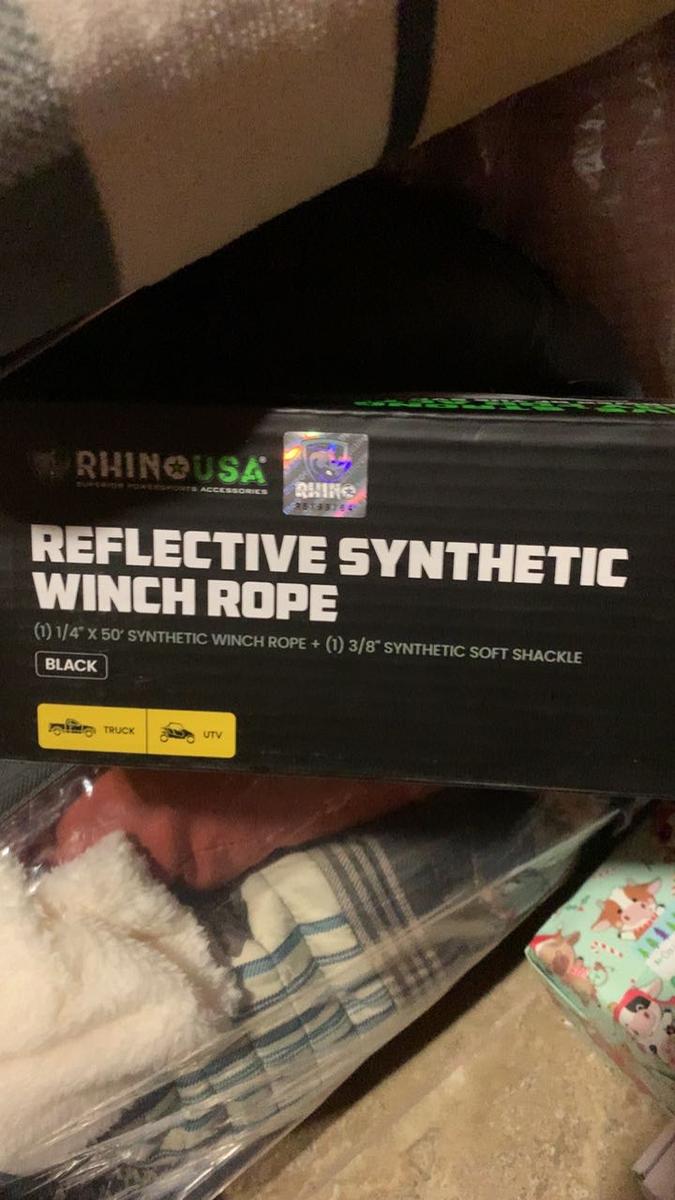 RHINO USA®
SUPERIOR POWERSPORTS ACCESSORIES
RHINO
REFLECTIVE SYNTHETIC
WINCH ROPE
(1) 1/4" X 50' SYNTHETIC WINCH ROPE + (1) 3/8" SYNTHETIC SOFT SHACKLE
BLACK
TRUCK
UTV